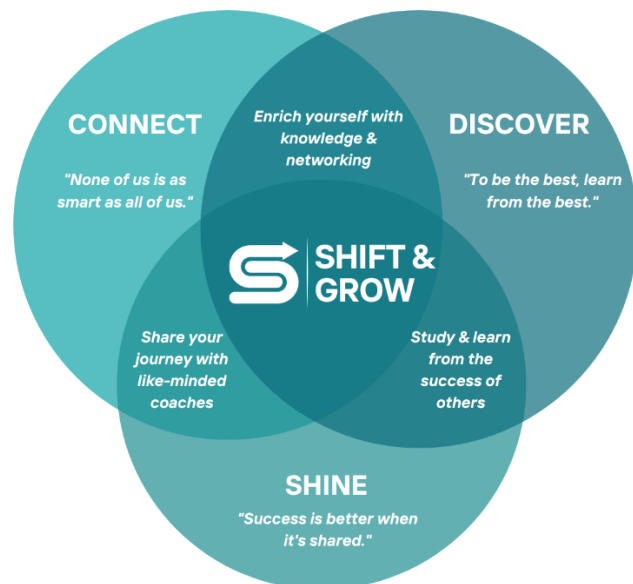 CONNECT
"None of us is as
smart as all of us."
Enrich yourself with
knowledge &
networking
DISCOVER
"To be the best, learn
from the best."
SHIFT &
GROW
Share your
journey with
like-minded
coaches
Study & learn
from the
success of
others
SHINE
"Success is better when
it's shared."